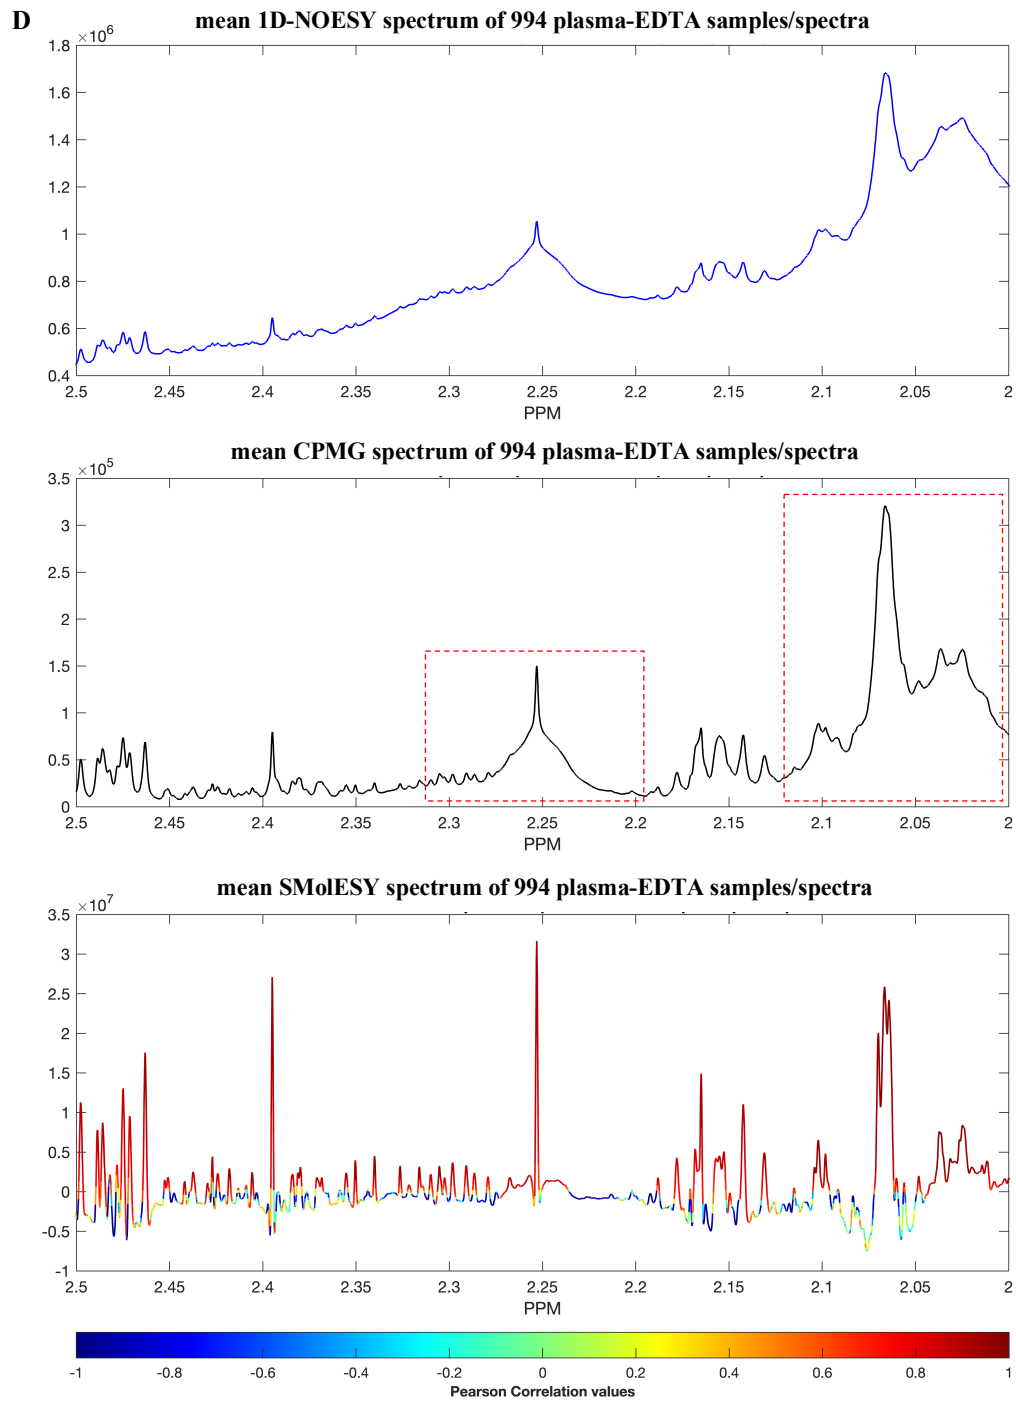 D
mean 1D-NOESY spectrum of 994 plasma-EDTA samples/spectra
×10^6
1.8
1.6
1.4
1.2
1
0.8
0.6
0.4
2.5 2.45 2.4 2.35 2.3 2.25 2.2 2.15 2.1 2.05 2
PPM
mean CPMG spectrum of 994 plasma-EDTA samples/spectra
×10^5
3.5
3
2.5
2
1.5
1
0.5
0
2.5 2.45 2.4 2.35 2.3 2.25 2.2 2.15 2.1 2.05 2
PPM
mean SMolESY spectrum of 994 plasma-EDTA samples/spectra
×10^7
3.5
3
2.5
2
1.5
1
0.5
0
-0.5
-1
2.5 2.45 2.4 2.35 2.3 2.25 2.2 2.15 2.1 2.05 2
PPM
-1 -0.8 -0.6 -0.4 -0.2 0 0.2 0.4 0.6 0.8 1
Pearson Correlation values